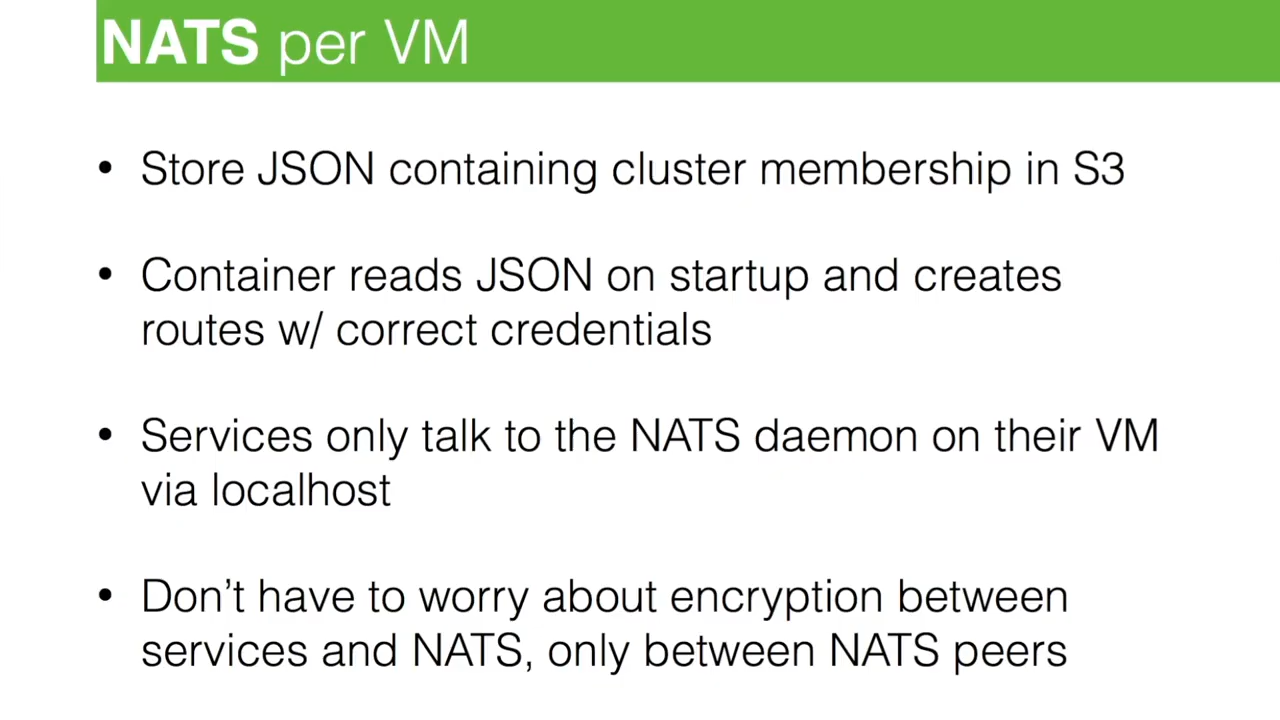 NATS per VM
• Store JSON containing cluster membership in S3
• Container reads JSON on startup and creates
routes w/ correct credentials
• Services only talk to the NATS daemon on their VM
via localhost
• Don’t have to worry about encryption between
services and NATS, only between NATS peers